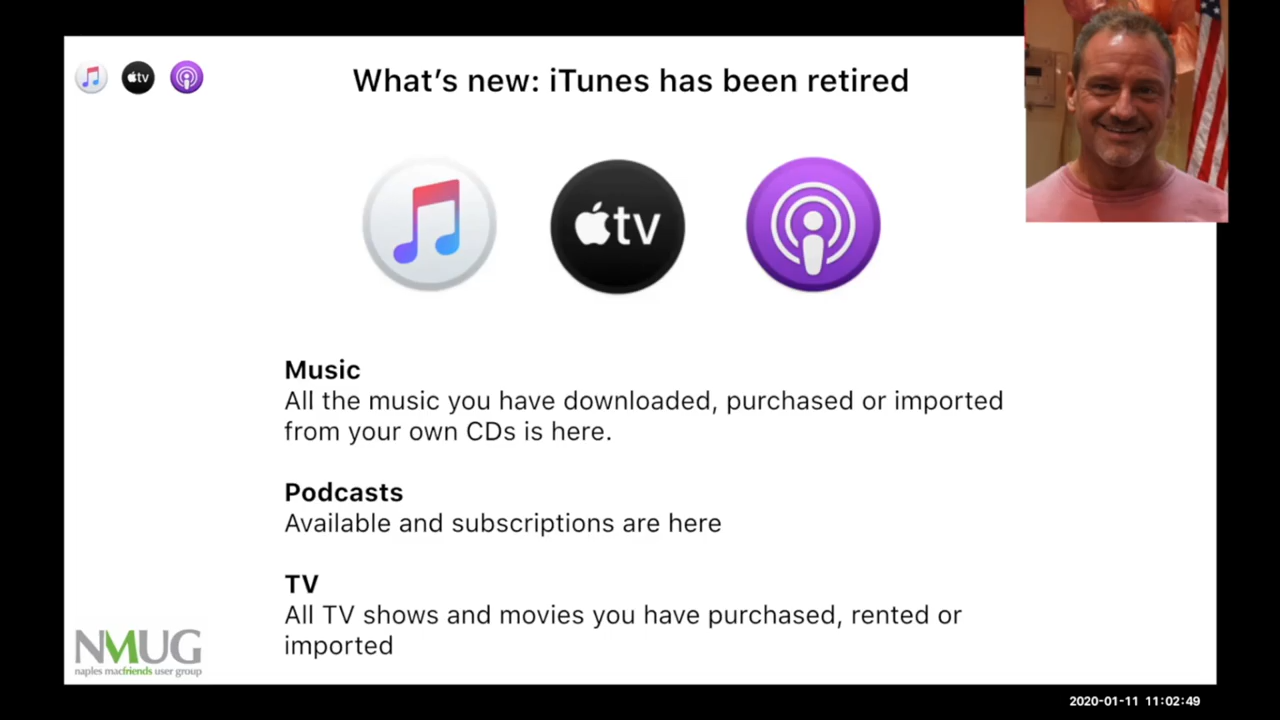 What's new: iTunes has been retired
tv
tv
Music
All the music you have downloaded, purchased or imported
from your own CDs is here.
Podcasts
Available and subscriptions are here
TV
All TV shows and movies you have purchased, rented or
imported
NMUG
naples macfriends user group
2020-01-11 11:02:49